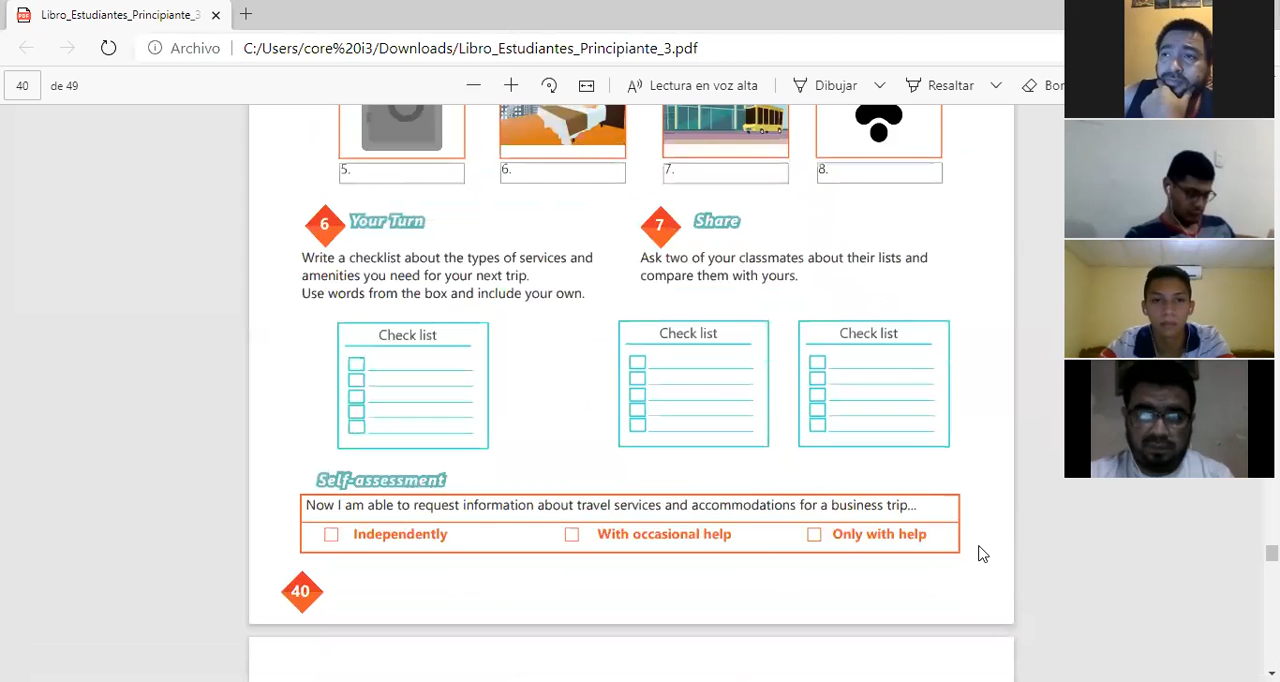 Libro_Estudiantes_Principiante_3
Archivo
C:/Users/core%20i3/Downloads/Libro_Estudiantes_Principiante_3.pdf
40
de 49
Lectura en voz alta
Dibujar
Resaltar
Bor
5.
6.
7.
8.
6 Your Turn
Write a checklist about the types of services and
amenities you need for your next trip.
Use words from the box and include your own.
Check list
7 Share
Ask two of your classmates about their lists and
compare them with yours.
Check list
Check list
Self-assessment
Now I am able to request information about travel services and accommodations for a business trip...
Independently
With occasional help
Only with help
40